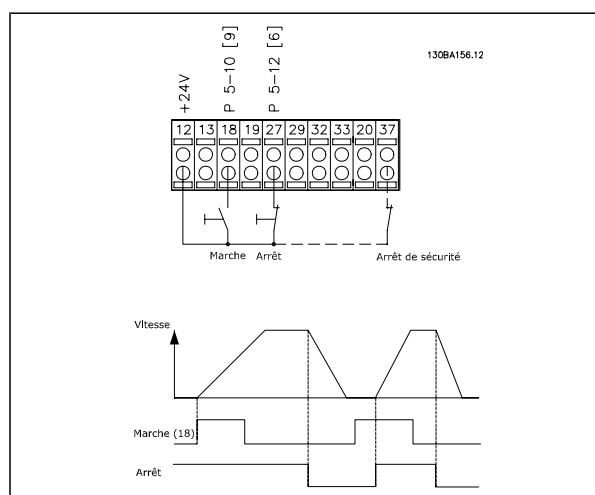 130BA156.12
+24V
P 5-10 [9]
P 5-12 [6]
12 13 18 19 27 29 32 33 20 37
Marche Arrêt Arrêt de sécurité
Vitesse
Marche (18)
Arrêt